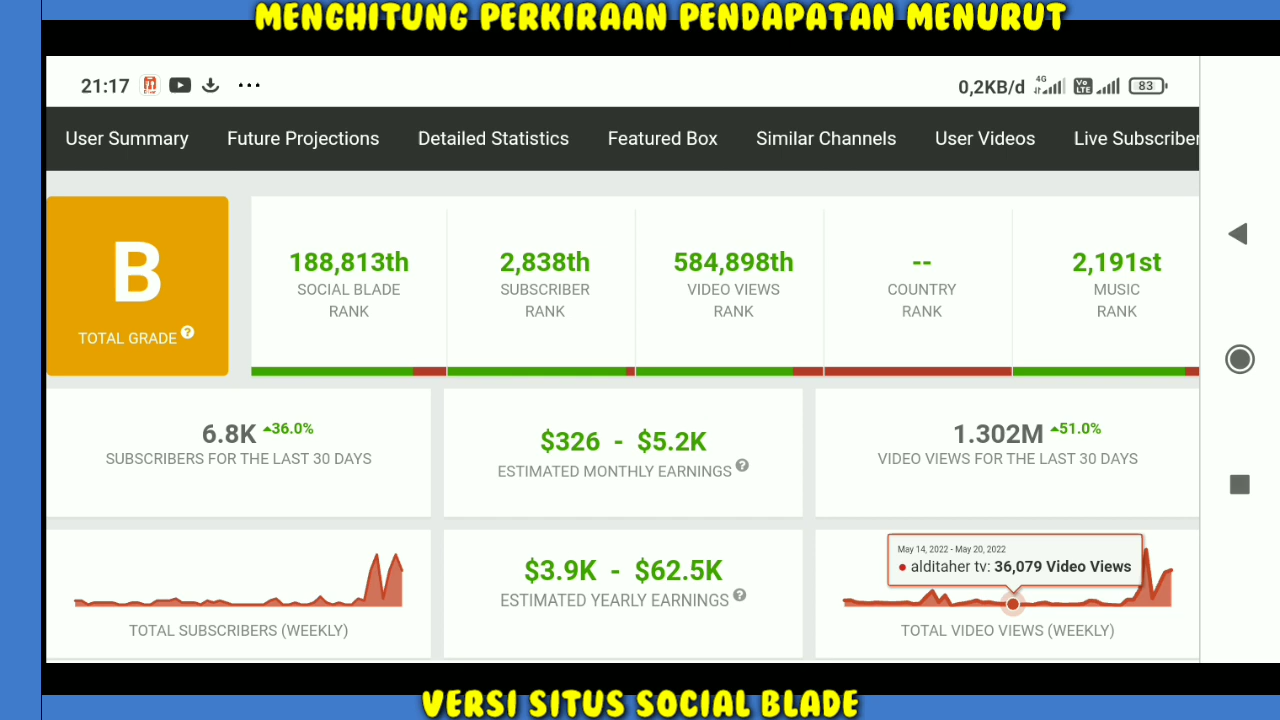 MENGHITUNG PERKIRAAN PENDAPATAN MENURUT
21:17 ... 0,2KB/d 4G Vo LTE 83
User Summary Future Projections Detailed Statistics Featured Box Similar Channels User Videos Live Subscriber
B
TOTAL GRADE ?
188,813th 2,838th 584,898th -- 2,191st
SOCIAL BLADE SUBSCRIBER VIDEO VIEWS COUNTRY MUSIC
RANK RANK RANK RANK RANK
6.8K 36.0%
SUBSCRIBERS FOR THE LAST 30 DAYS
$326 - $5.2K
ESTIMATED MONTHLY EARNINGS ?
1.302M 51.0%
VIDEO VIEWS FOR THE LAST 30 DAYS
TOTAL SUBSCRIBERS (WEEKLY)
$3.9K - $62.5K
ESTIMATED YEARLY EARNINGS ?
May 14, 2022 - May 20, 2022
alditaher tv: 36,079 Video Views
TOTAL VIDEO VIEWS (WEEKLY)
VERSI SITUS SOCIAL BLADE